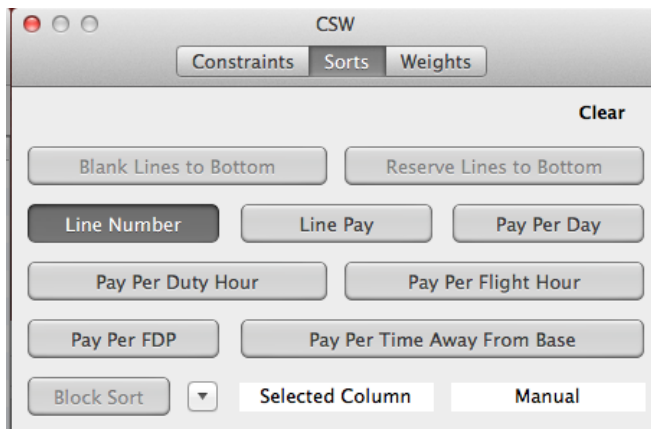 CSW
Constraints Sorts Weights
Clear
Blank Lines to Bottom Reserve Lines to Bottom
Line Number Line Pay Pay Per Day
Pay Per Duty Hour Pay Per Flight Hour
Pay Per FDP Pay Per Time Away From Base
Block Sort Selected Column Manual